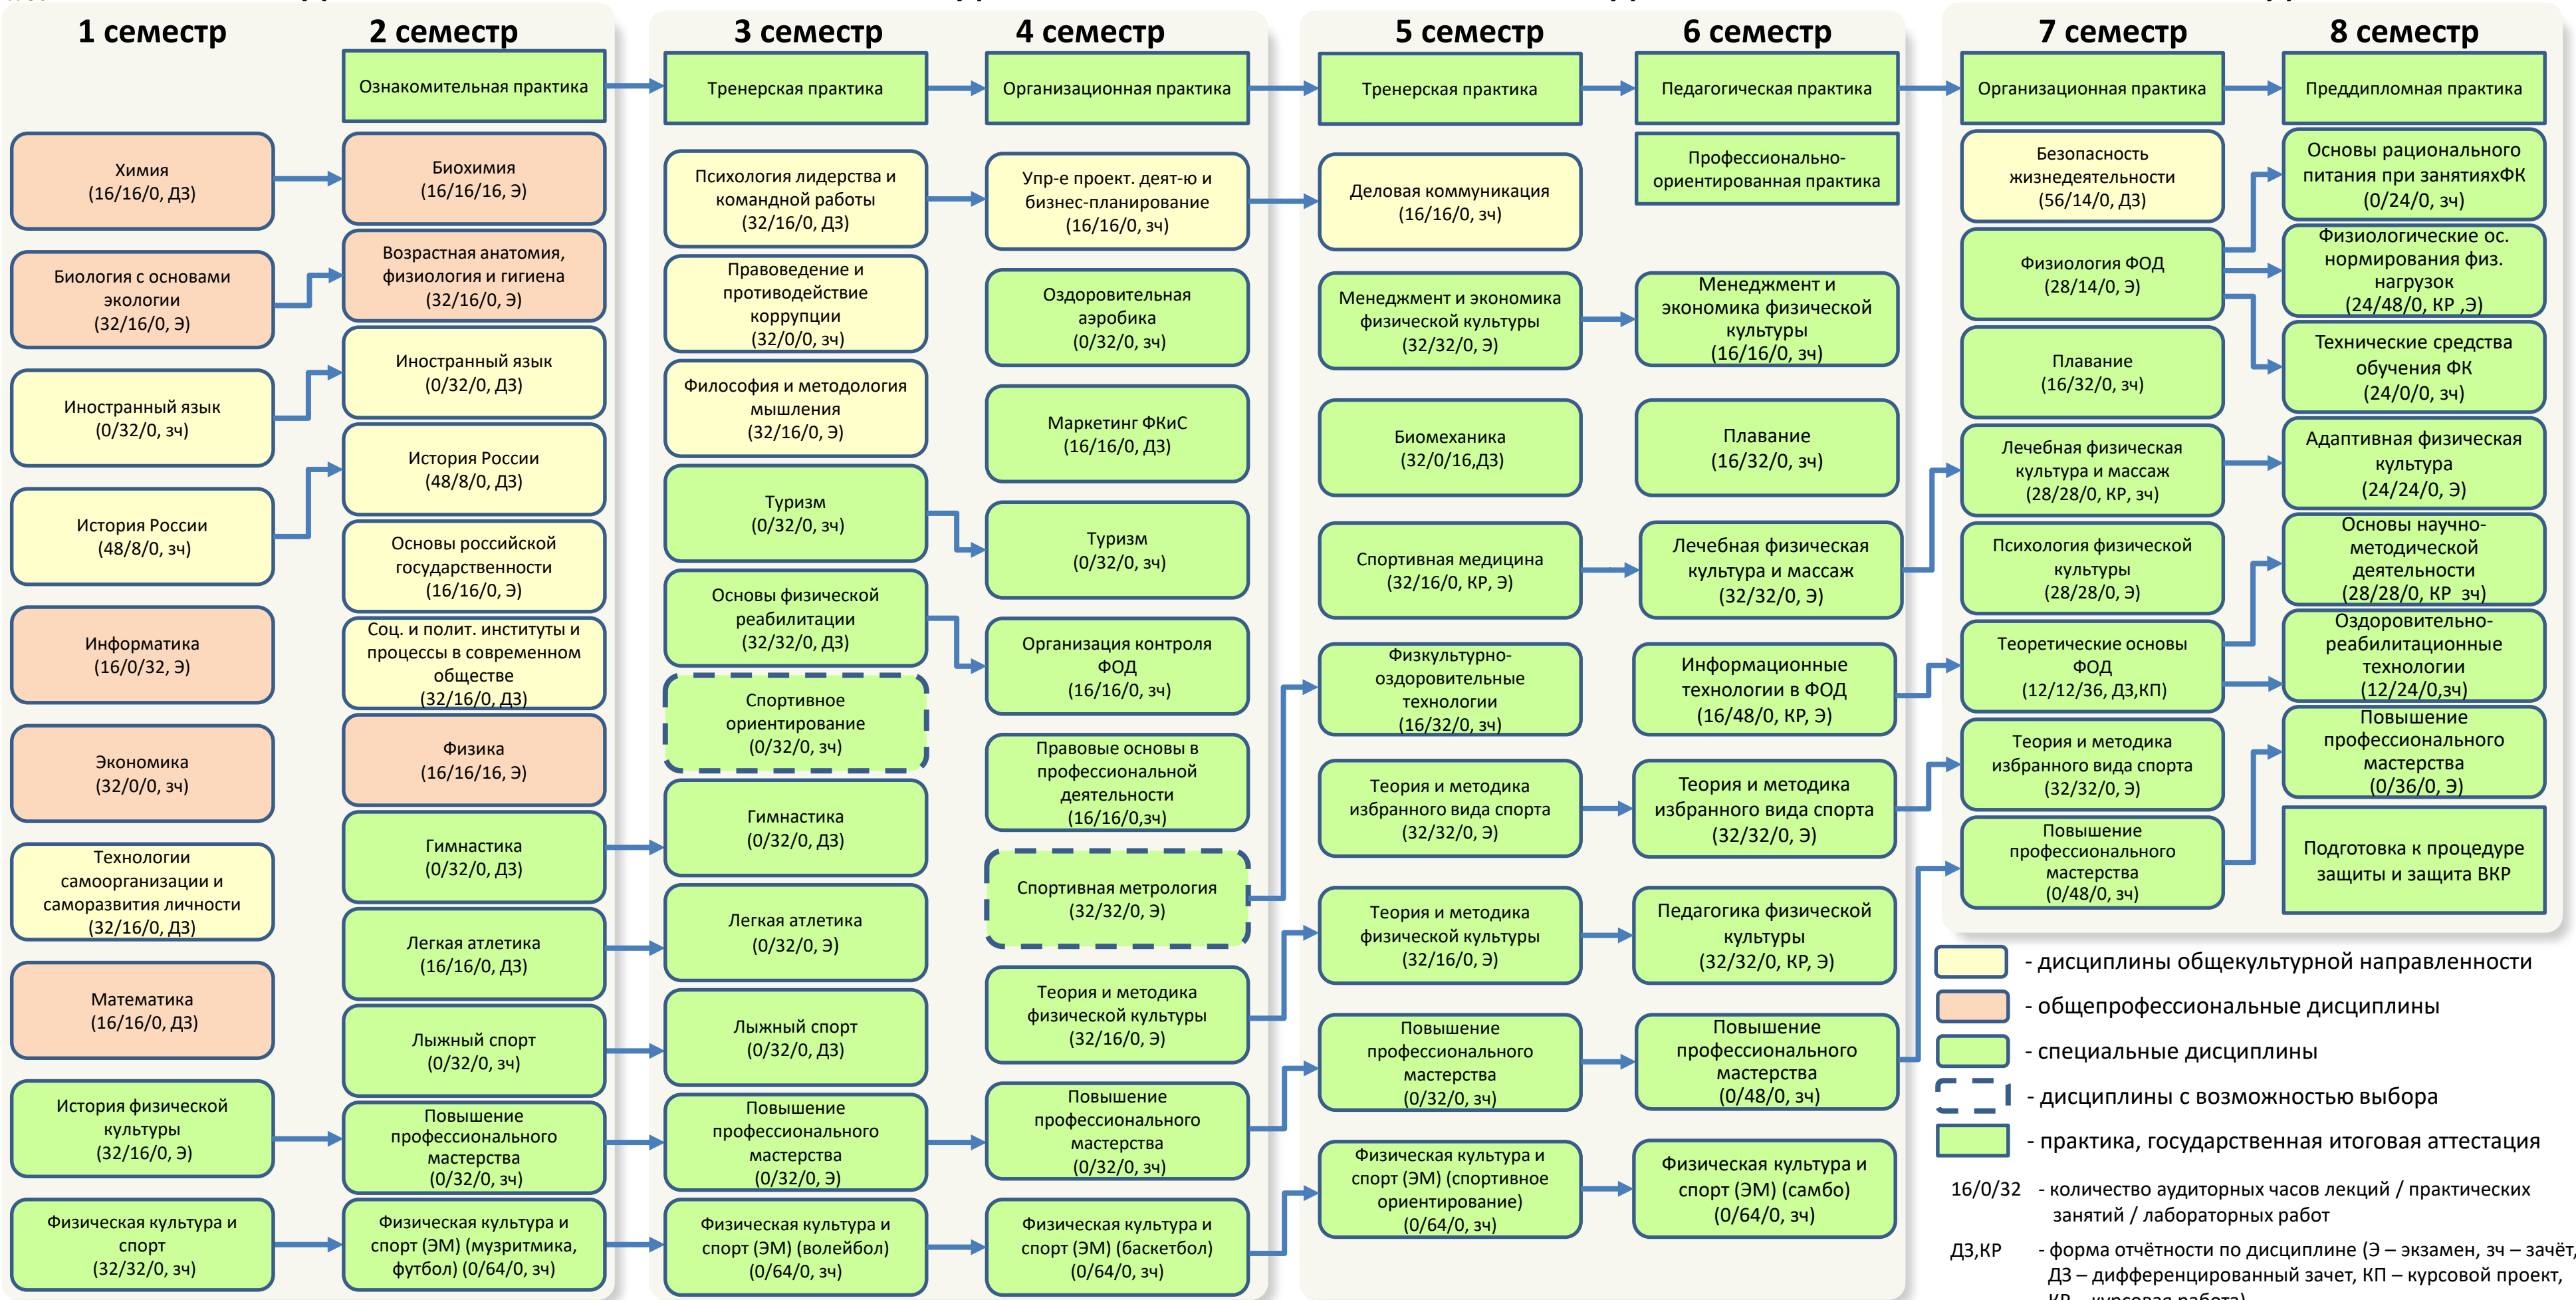 1 семестр
2 семестр
3 семестр
4 семестр
5 семестр
6 семестр
7 семестр
8 семестр
Ознакомительная практика
Тренерская практика
Организационная практика
Тренерская практика
Педагогическая практика
Организационная практика
Преддипломная практика
Химия
(16/16/0, ДЗ)
Биология с основами
экологии
(32/16/0, Э)
Иностранный язык
(0/32/0, зч)
История России
(48/8/0, зч)
Информатика
(16/0/32, Э)
Экономика
(32/0/0, зч)
Технологии
самоорганизации и
саморазвития личности
(32/16/0, ДЗ)
Математика
(16/16/0, ДЗ)
История физической
культуры
(32/16/0, Э)
Физическая культура и
спорт
(32/32/0, зч)
Биохимия
(16/16/16, Э)
Возрастная анатомия,
физиология и гигиена
(32/16/0, Э)
Иностранный язык
(0/32/0, ДЗ)
История России
(48/8/0, ДЗ)
Основы российской
государственности
(16/16/0, Э)
Соц. и полит. институты и
процессы в современном
обществе
(32/16/0, ДЗ)
Физика
(16/16/16, Э)
Гимнастика
(0/32/0, ДЗ)
Легкая атлетика
(16/16/0, ДЗ)
Лыжный спорт
(0/32/0, зч)
Повышение
профессионального
мастерства
(0/32/0, зч)
Физическая культура и
спорт (ЭМ) (музритмика,
футбол) (0/64/0, зч)
Психология лидерства и
командной работы
(32/16/0, ДЗ)
Правоведение и
противодействие
коррупции
(32/0/0, зч)
Философия и методология
мышления
(32/16/0, Э)
Туризм
(0/32/0, зч)
Основы физической
реабилитации
(32/32/0, ДЗ)
Спортивное
ориентирование
(0/32/0, зч)
Гимнастика
(0/32/0, ДЗ)
Легкая атлетика
(0/32/0, Э)
Лыжный спорт
(0/32/0, ДЗ)
Повышение
профессионального
мастерства
(0/32/0, Э)
Физическая культура и
спорт (ЭМ) (волейбол)
(0/64/0, зч)
Упр-е проект. деят-ю и
бизнес-планирование
(16/16/0, зч)
Оздоровительная
аэробика
(0/32/0, зч)
Маркетинг ФКиС
(16/16/0, ДЗ)
Туризм
(0/32/0, зч)
Организация контроля
ФОД
(16/16/0, зч)
Правовые основы в
профессиональной
деятельности
(16/16/0,зч)
Спортивная метрология
(32/32/0, Э)
Теория и методика
физической культуры
(32/16/0, Э)
Повышение
профессионального
мастерства
(0/32/0, зч)
Физическая культура и
спорт (ЭМ) (баскетбол)
(0/64/0, зч)
Деловая коммуникация
(16/16/0, зч)
Менеджмент и экономика
физической культуры
(32/32/0, Э)
Биомеханика
(32/0/16,ДЗ)
Спортивная медицина
(32/16/0, КР, Э)
Физкультурно-
оздоровительные
технологии
(16/32/0, зч)
Теория и методика
избранного вида спорта
(32/32/0, Э)
Теория и методика
физической культуры
(32/16/0, Э)
Повышение
профессионального
мастерства
(0/32/0, зч)
Физическая культура и
спорт (ЭМ) (спортивное
ориентирование)
(0/64/0, зч)
Профессионально-
ориентированная практика
Менеджмент и
экономика физической
культуры
(16/16/0, зч)
Плавание
(16/32/0, зч)
Лечебная физическая
культура и массаж
(32/32/0, Э)
Информационные
технологии в ФОД
(16/48/0, КР, Э)
Теория и методика
избранного вида спорта
(32/32/0, Э)
Педагогика физической
культуры
(32/32/0, КР, Э)
Повышение
профессионального
мастерства
(0/48/0, зч)
Физическая культура и
спорт (ЭМ) (самбо)
(0/64/0, зч)
Безопасность
жизнедеятельности
(56/14/0, ДЗ)
Физиология ФОД
(28/14/0, Э)
Плавание
(16/32/0, зч)
Лечебная физическая
культура и массаж
(28/28/0, КР, зч)
Психология физической
культуры
(28/28/0, Э)
Теоретические основы
ФОД
(12/12/36, ДЗ,КП)
Теория и методика
избранного вида спорта
(32/32/0, Э)
Повышение
профессионального
мастерства
(0/48/0, зч)
Основы рационального
питания при занятияхФК
(0/24/0, зч)
Физиологические ос.
нормирования физ.
нагрузок
(24/48/0, КР ,Э)
Технические средства
обучения ФК
(24/0/0, зч)
Адаптивная физическая
культура
(24/24/0, Э)
Основы научно-
методической
деятельности
(28/28/0, КР зч)
Оздоровительно-
реабилитационные
технологии
(12/24/0,зч)
Повышение
профессионального
мастерства
(0/36/0, Э)
Подготовка к процедуре
защиты и защита ВКР
- дисциплины общекультурной направленности
- общепрофессиональные дисциплины
- специальные дисциплины
- дисциплины с возможностью выбора
- практика, государственная итоговая аттестация
16/0/32 - количество аудиторных часов лекций / практических
занятий / лабораторных работ
ДЗ,КР - форма отчётности по дисциплине (Э – экзамен, зч – зачёт,
ДЗ – дифференцированный зачет, КП – курсовой проект,
КР – курсовая работа)